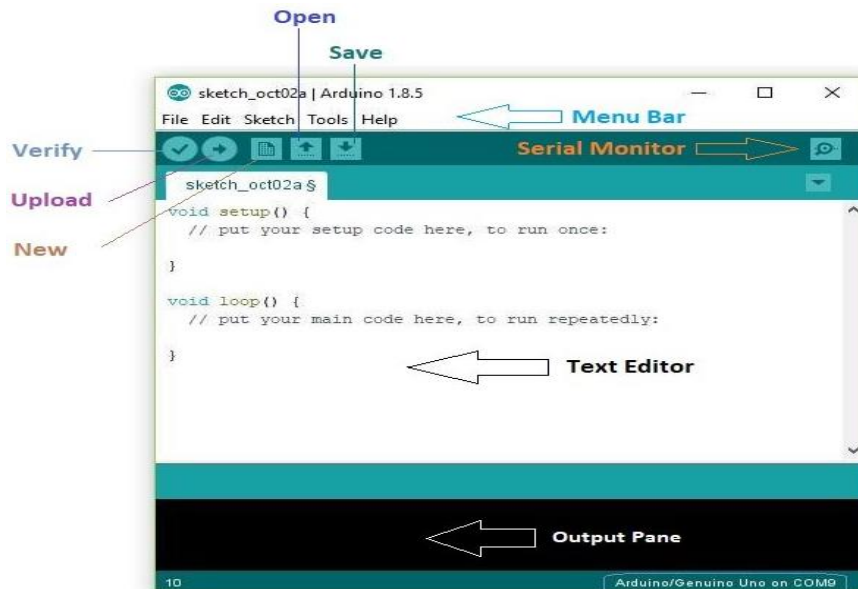 Open
Save
sketch_oct02a | Arduino 1.8.5
File Edit Sketch Tools Help
Menu Bar
Verify
Serial Monitor
Upload
sketch_oct02a §
New
void setup() {
// put your setup code here, to run once:
}
void loop() {
// put your main code here, to run repeatedly:
}
Text Editor
Output Pane
10
Arduino/Genuino Uno on COM9